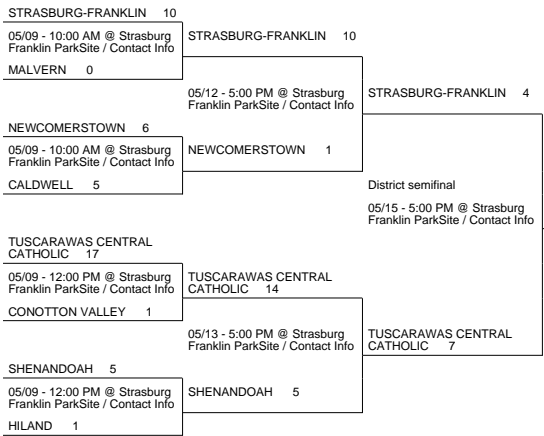 STRASBURG-FRANKLIN 10
05/09 - 10:00 AM @ Strasburg
Franklin ParkSite / Contact Info
MALVERN 0
STRASBURG-FRANKLIN 10
05/12 - 5:00 PM @ Strasburg
Franklin ParkSite / Contact Info
NEWCOMERSTOWN 6
05/09 - 10:00 AM @ Strasburg
Franklin ParkSite / Contact Info
CALDWELL 5
NEWCOMERSTOWN 1
STRASBURG-FRANKLIN 4
District semifinal
05/15 - 5:00 PM @ Strasburg
Franklin ParkSite / Contact Info
TUSCARAWAS CENTRAL
CATHOLIC 17
05/09 - 12:00 PM @ Strasburg
Franklin ParkSite / Contact Info
CONOTTON VALLEY 1
TUSCARAWAS CENTRAL
CATHOLIC 14
05/13 - 5:00 PM @ Strasburg
Franklin ParkSite / Contact Info
TUSCARAWAS CENTRAL
CATHOLIC 7
SHENANDOAH 5
05/09 - 12:00 PM @ Strasburg
Franklin ParkSite / Contact Info
HILAND 1
SHENANDOAH 5